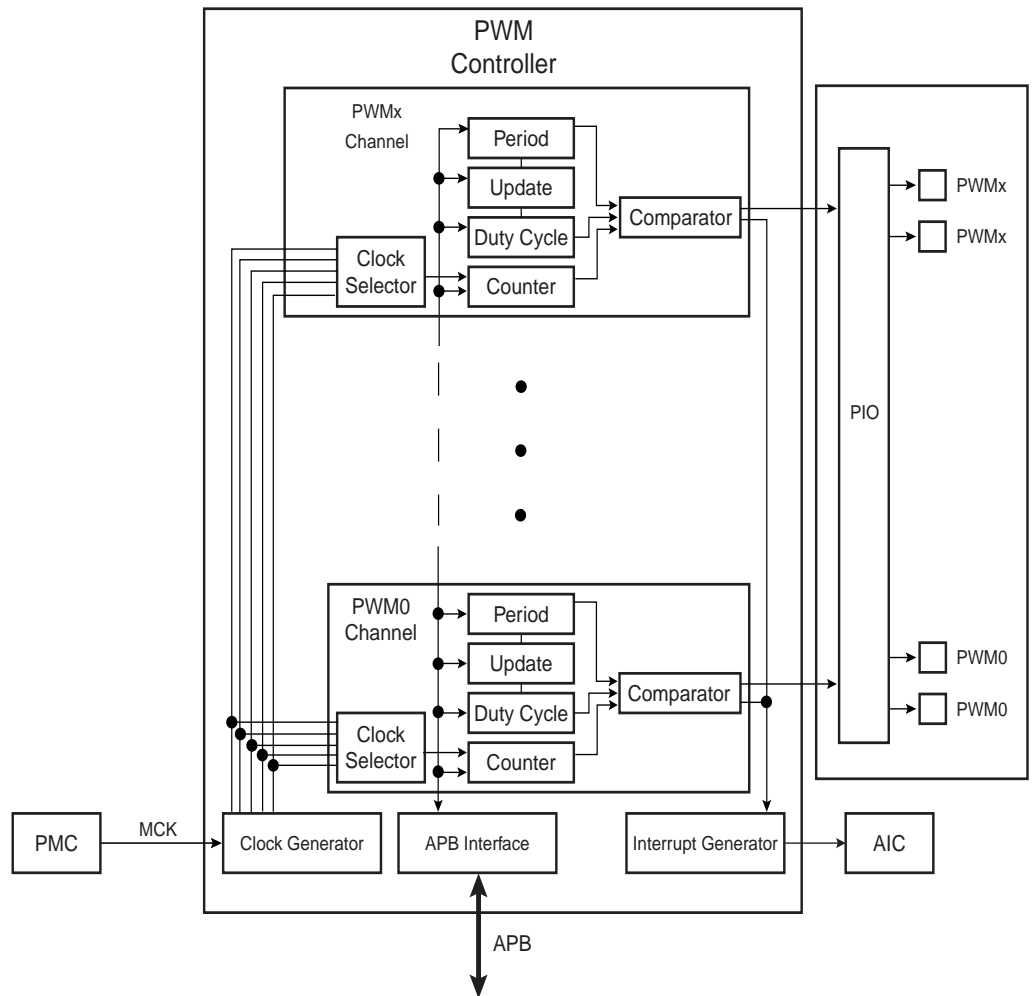 PWM
Controller
PWMx
Channel
Period
Update
Duty Cycle
Comparator
Clock
Selector
Counter
PIO
PWMx
PWMx
PWM0
Channel
Period
Update
Duty Cycle
Comparator
Clock
Selector
Counter
PWM0
PWM0
PMC
MCK
Clock Generator
APB Interface
Interrupt Generator
AIC
APB